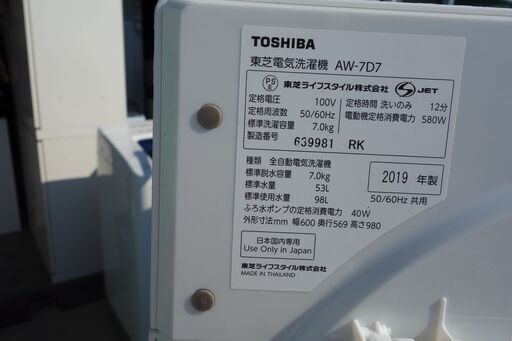 TOSHIBA
東芝電気洗濯機 AW-7D7
PS E 東芝ライフスタイル株式会社 S JET
定格電圧 100V 定格時間 洗いのみ 12分
定格周波数 50/60Hz 電動機定格消費電力 580W
標準洗濯容量 7.0kg
製造番号 639981 RK
種類 全自動電気洗濯機
標準脱水容量 7.0kg 2019 年製
標準水量 53L
標準使用水量 98L 50/60Hz 共用
ふろ水ポンプの定格消費電力 40W
外形寸法mm 幅600 奥行569 高さ980
日本国内専用
Use Only in Japan
東芝ライフスタイル株式会社
MADE IN THAILAND